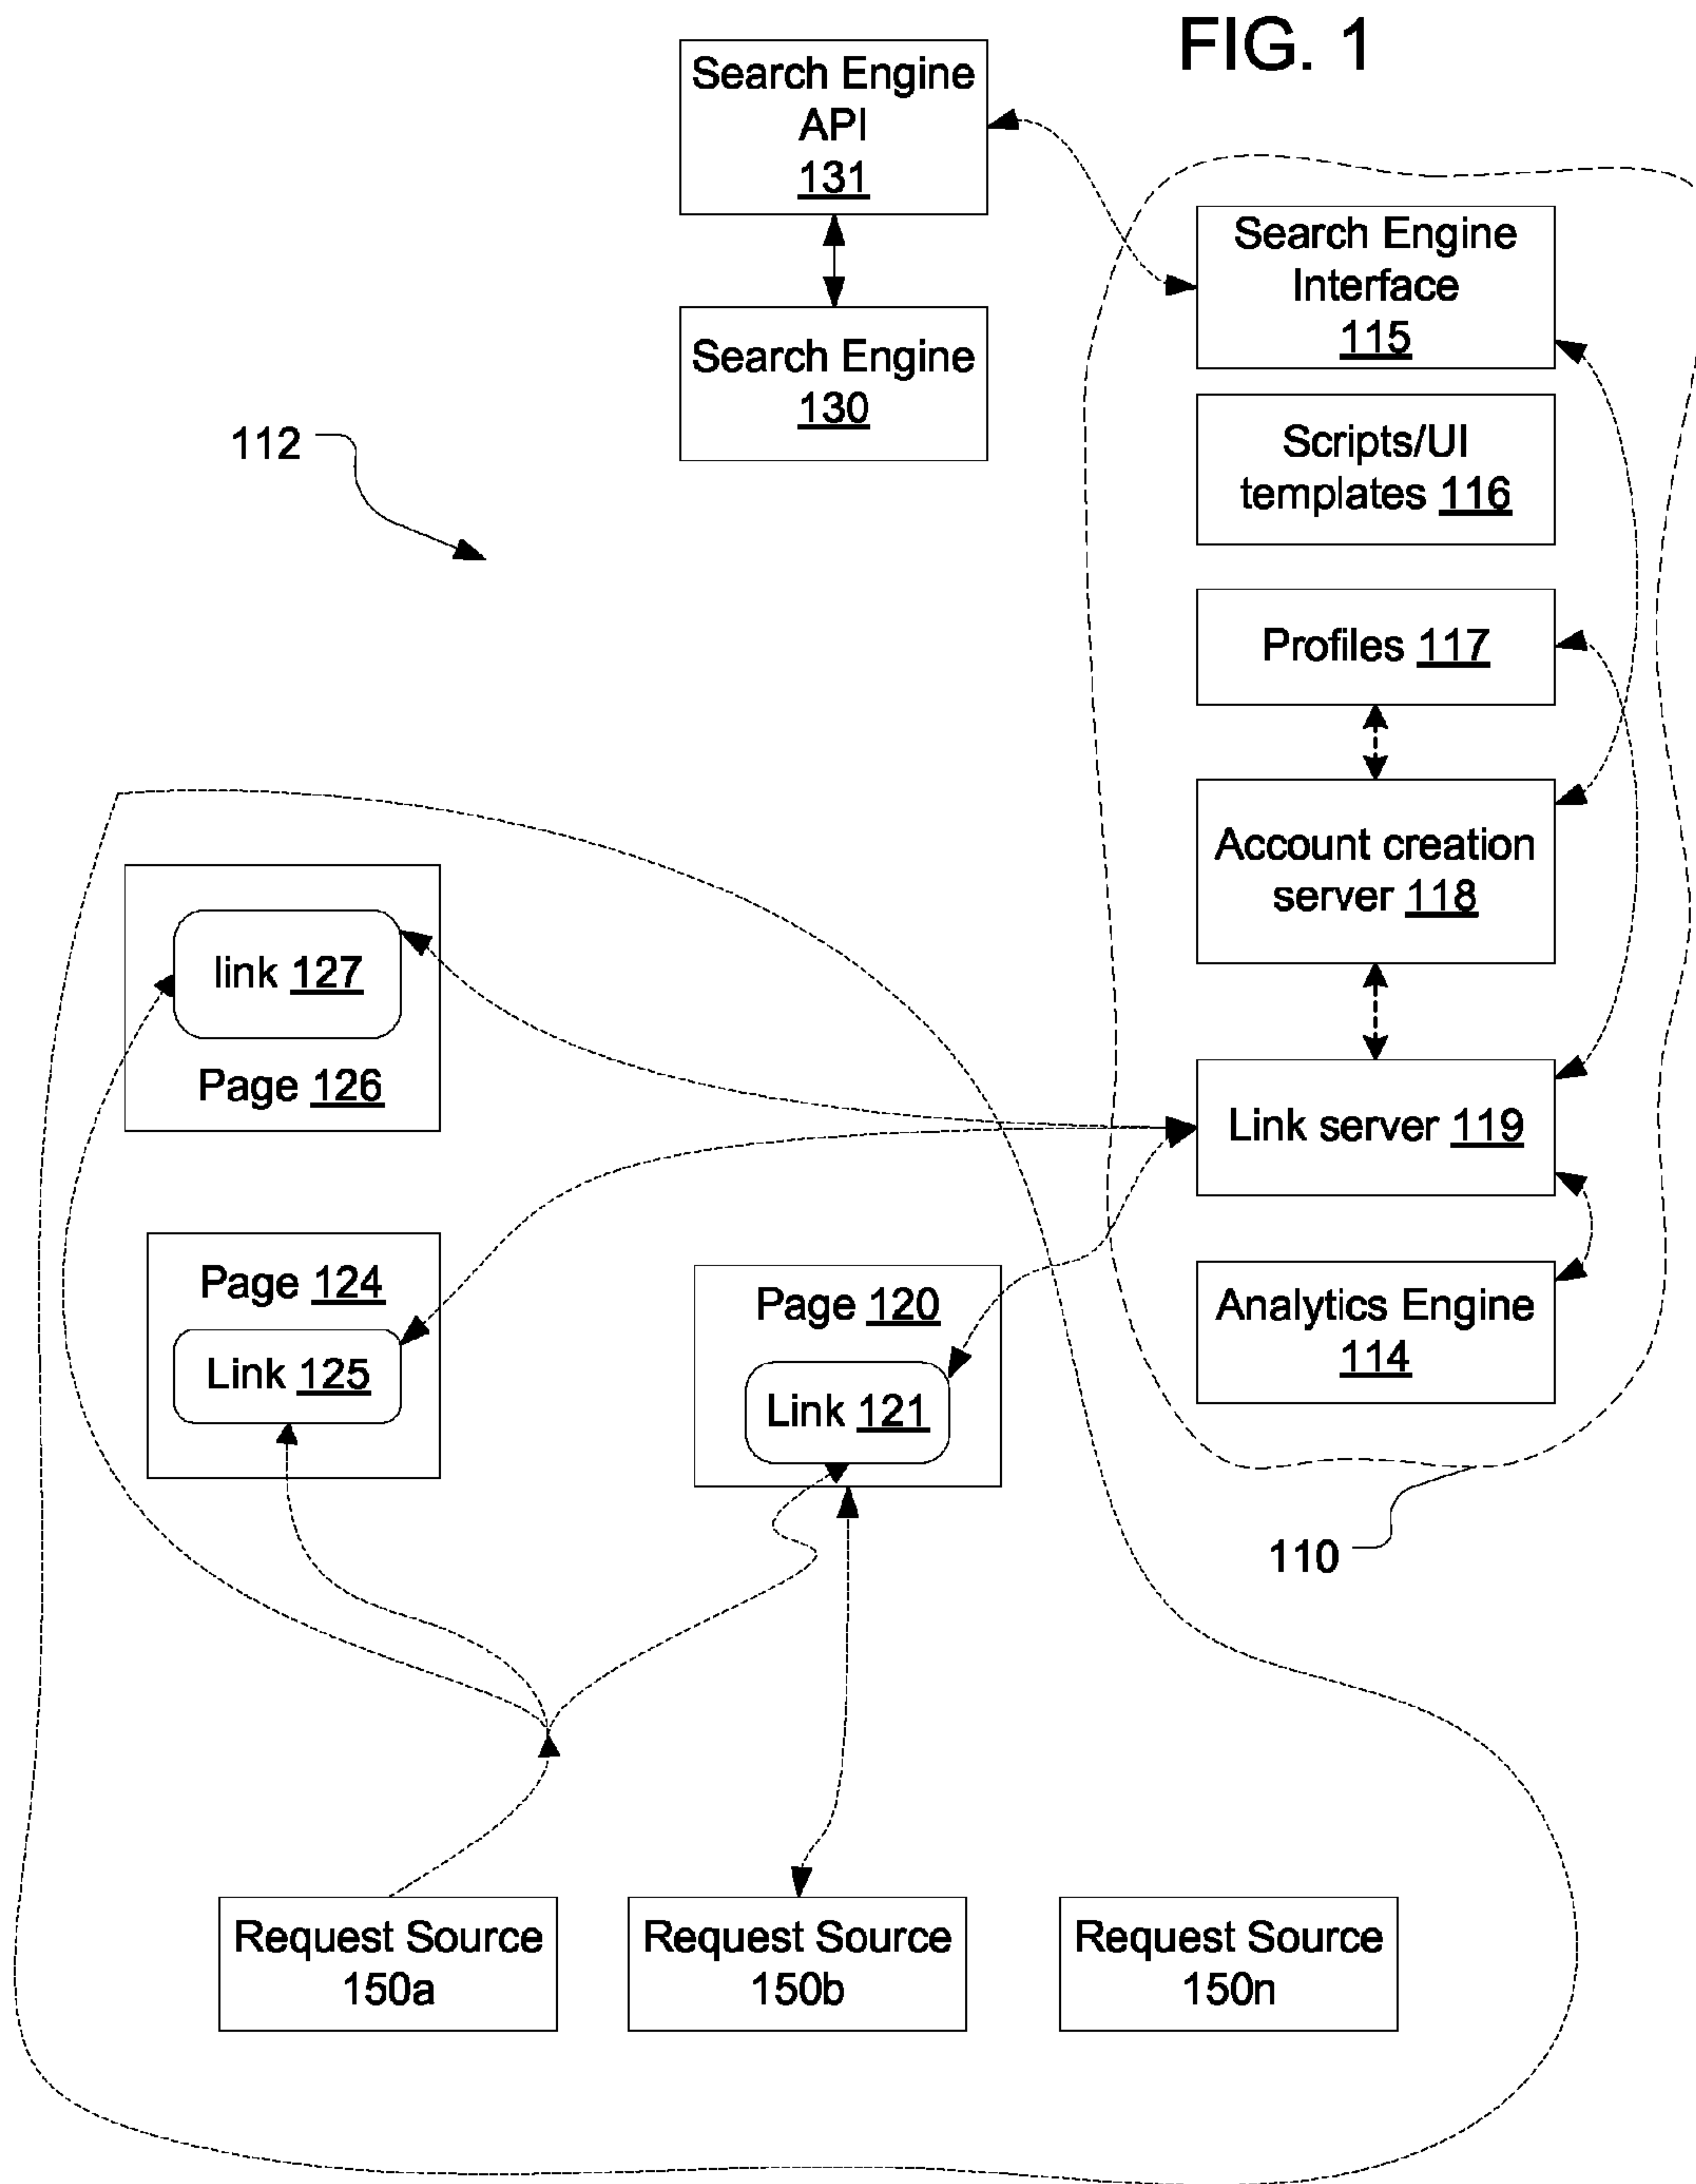 FIG. 1
Search Engine
API
131
Search Engine
Interface
115
Search Engine
130
112
Scripts/UI
templates 116
Profiles 117
Account creation
server 118
link 127
Page 126
Link server 119
Page 124
Link 125
Page 120
Link 121
Analytics Engine
114
110
Request Source
150a
Request Source
150b
Request Source
150n